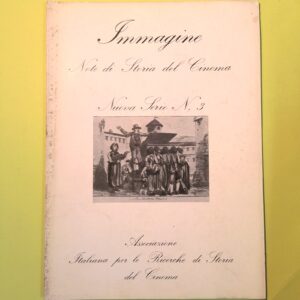 Immagine
Note di Storia del Cinema
Nuova Serie N. 3
Associazione
Italiana per le Ricerche di Storia
del Cinema